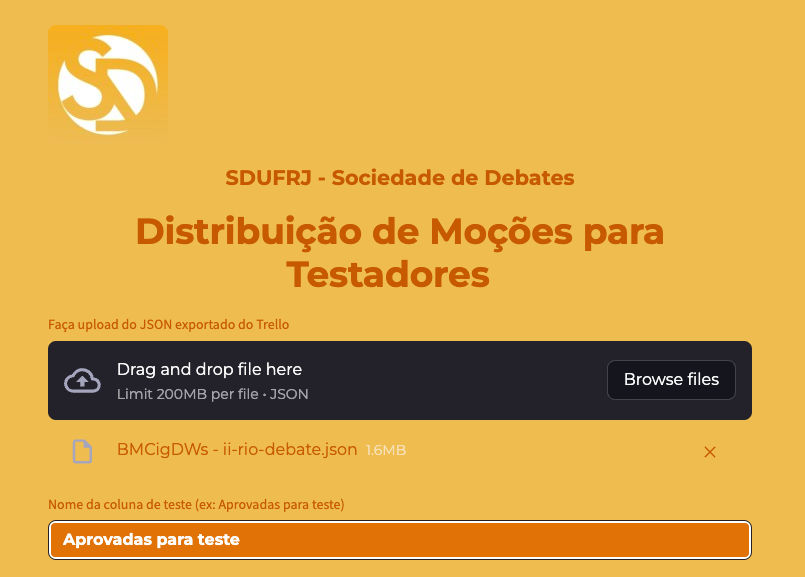 SD
SDUFRJ - Sociedade de Debates
Distribuição de Moções para
Testadores
Faça upload do JSON exportado do Trello
Drag and drop file here
Limit 200MB per file • JSON
Browse files
BMCigDWs - ii-rio-debate.json 1.6MB
Nome da coluna de teste (ex: Aprovadas para teste)
Aprovadas para teste